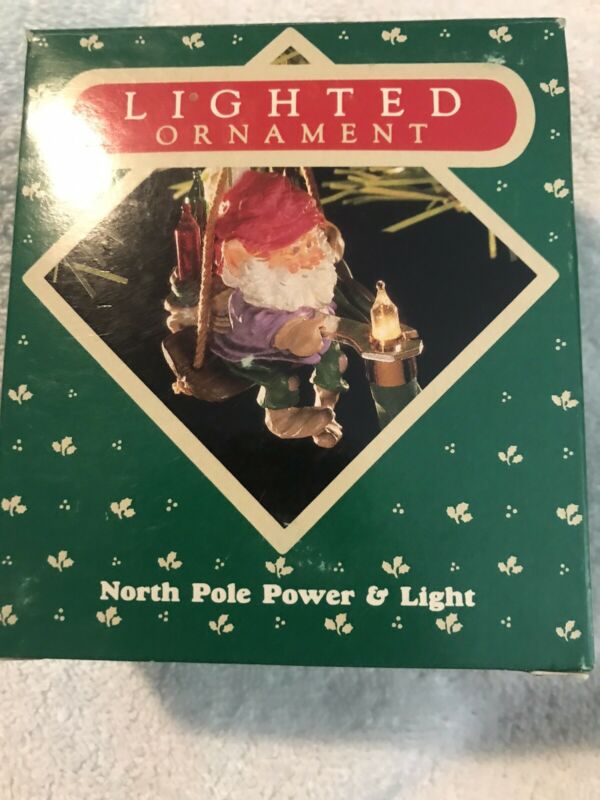 LIGHTED
ORNAMENT
North Pole Power & Light